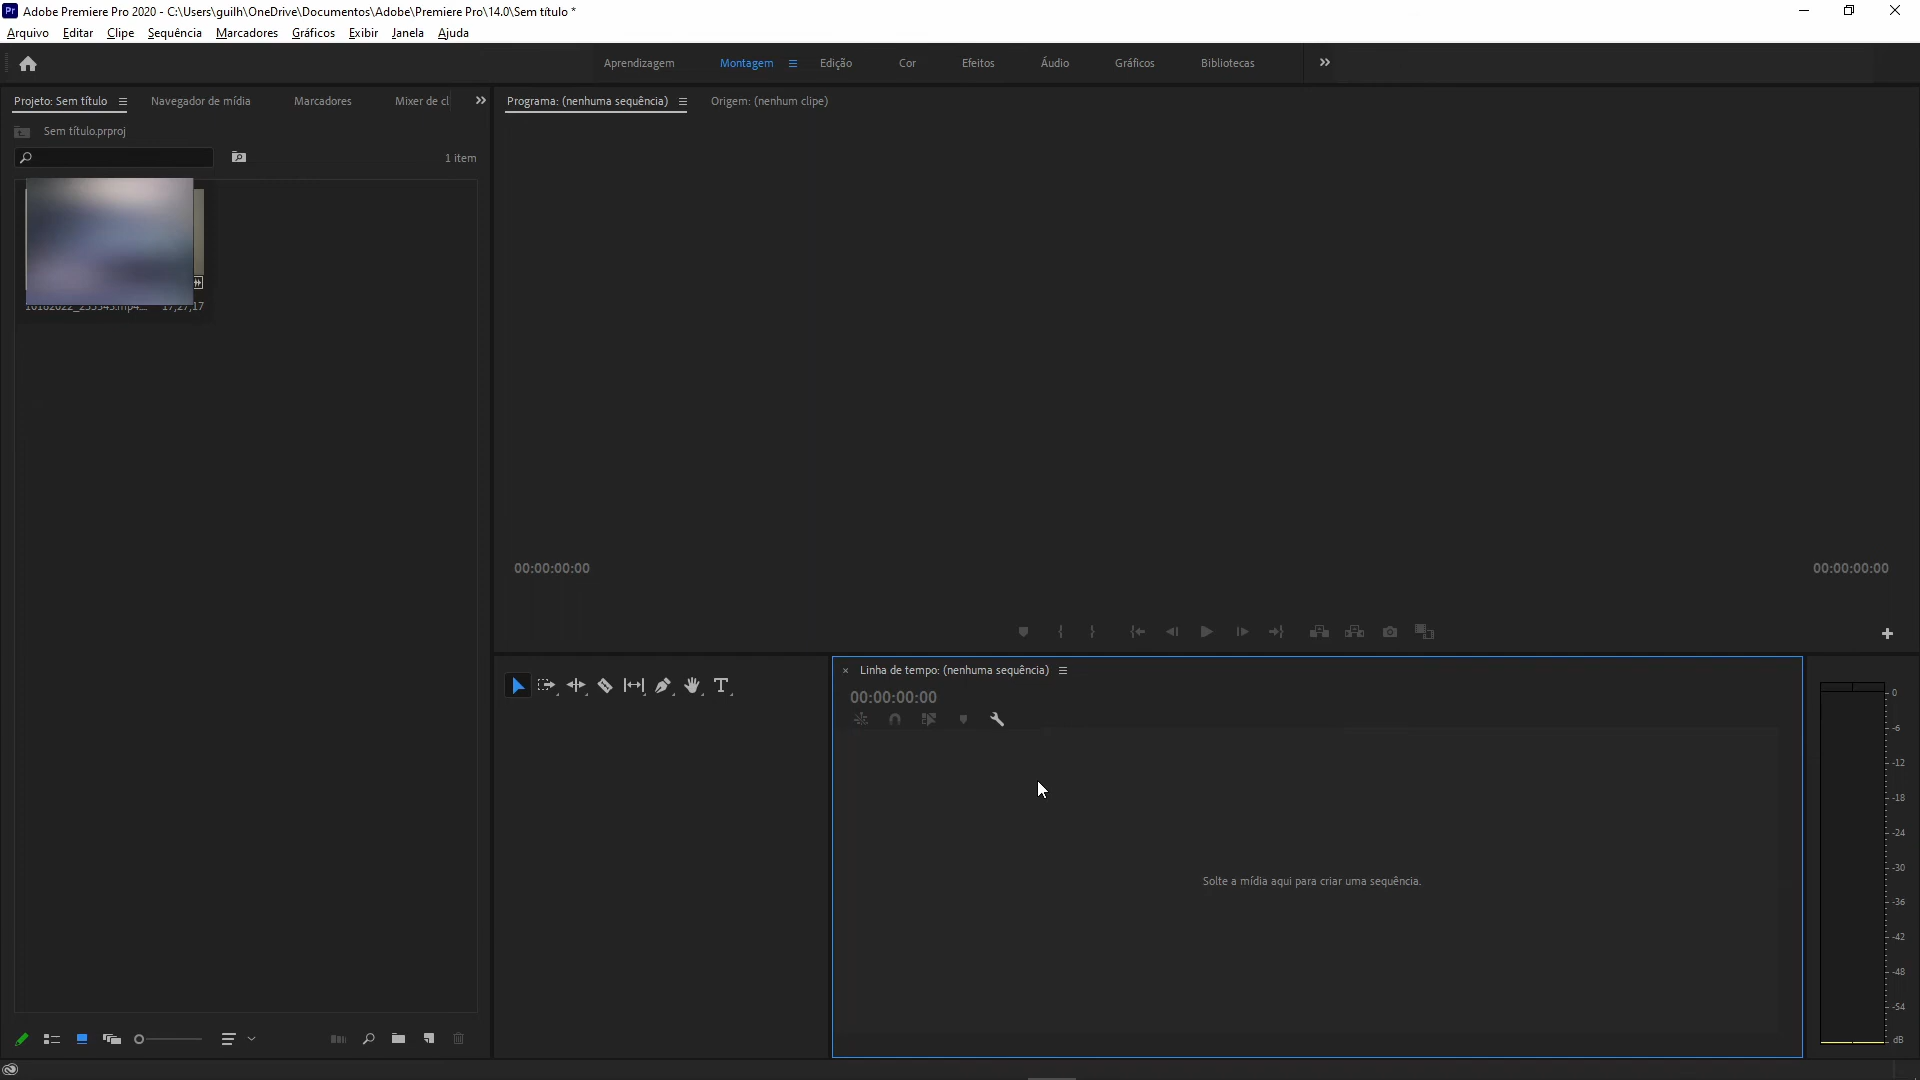 Adobe Premiere Pro 2020 - C:\Users\guilh\OneDrive\Documentos\Adobe\Premiere Pro\14.0\Sem título *
Arquivo Editar Clipe Sequência Marcadores Gráficos Exibir Janela Ajuda
Aprendizagem Montagem Edição Cor Efeitos Áudio Gráficos Bibliotecas
Projeto: Sem título Navegador de mídia Marcadores Mixer de cl
Programa: (nenhuma sequência) Origem: (nenhum clipe)
Sem título.prproj
1 item
17;27;17
00:00:00:00
00:00:00:00
Linha de tempo: (nenhuma sequência)
00:00:00:00
Solte a mídia aqui para criar uma sequência.
0
-6
-12
-18
-24
-30
-36
-42
-48
-54
dB